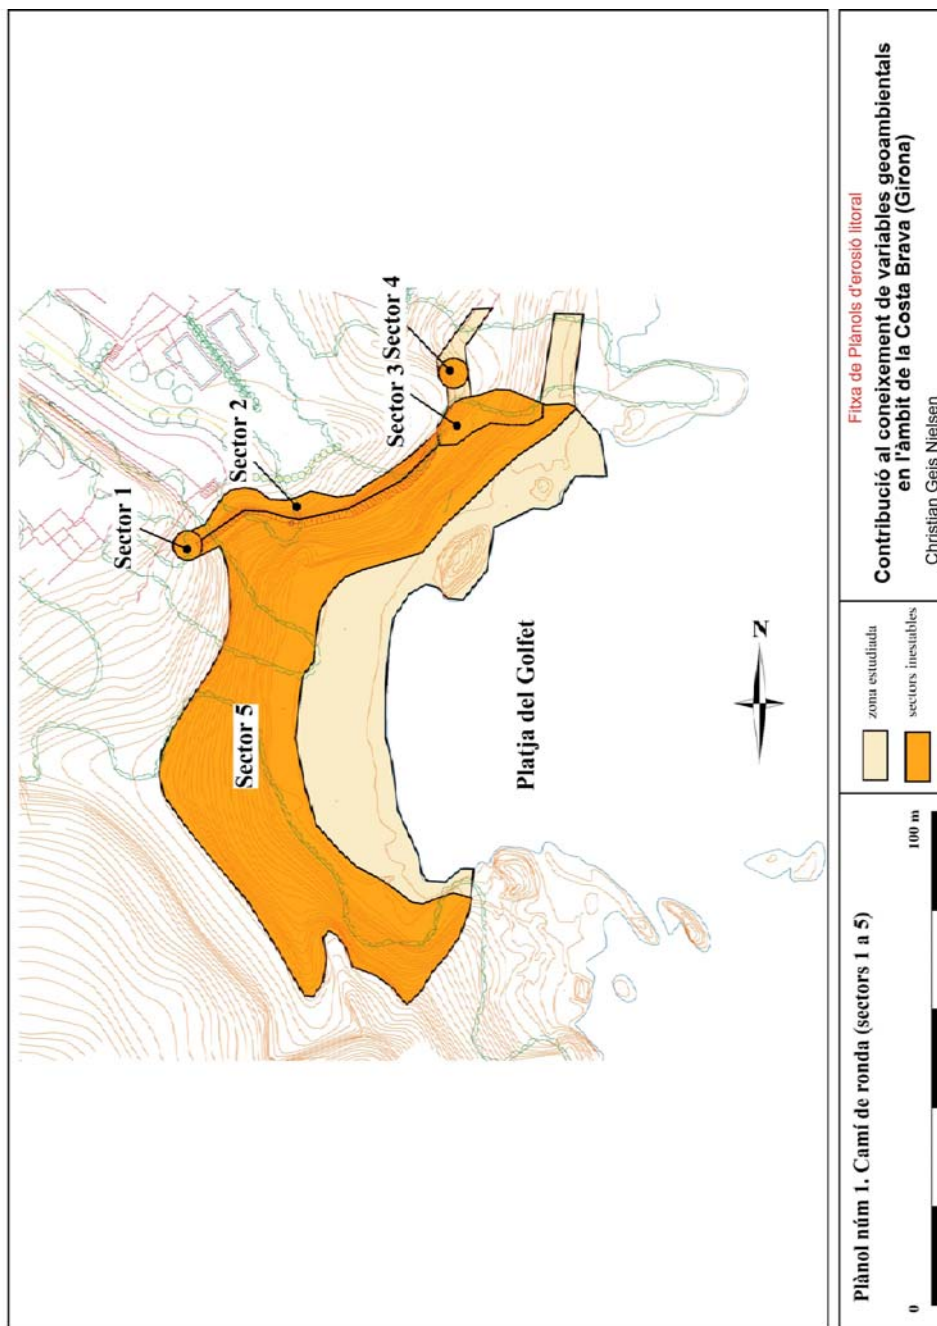 Sector 1
Sector 2
Sector 3
Sector 4
Sector 5
Platja del Golfet
N
Plànol núm 1. Camí de ronda (sectors 1 a 5)
0
100 m
zona estudiada
sectors inestables
Fitxa de Plànols d'erosió litoral
Contribució al coneixement de variables geoambientals
en l'àmbit de la Costa Brava (Girona)
Christian Geis Nielsen